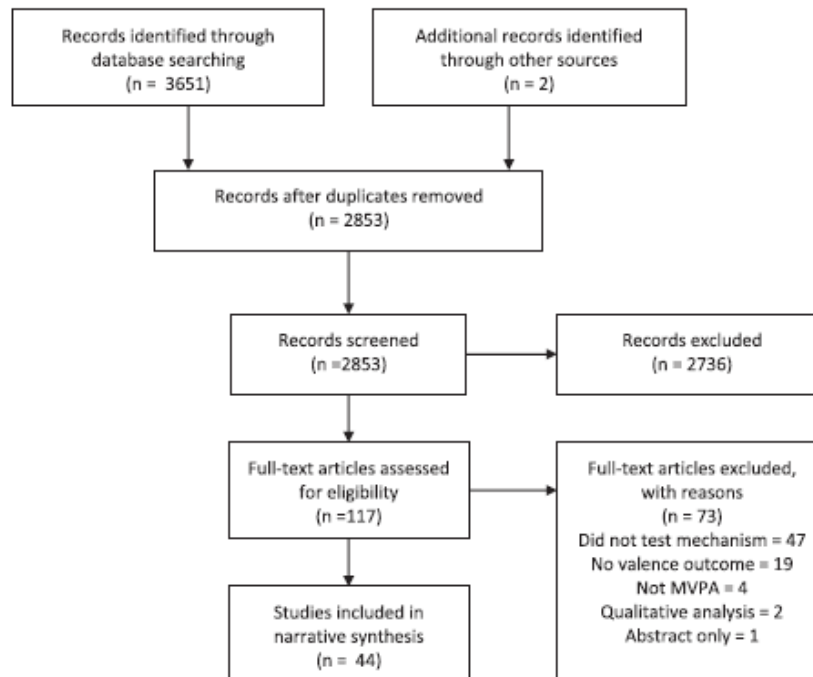 Records identified through
database searching
(n = 3651)
Additional records identified
through other sources
(n = 2)
Records after duplicates removed
(n = 2853)
Records screened
(n =2853)
Records excluded
(n = 2736)
Full-text articles assessed
for eligibility
(n =117)
Full-text articles excluded,
with reasons
(n = 73)
Did not test mechanism = 47
No valence outcome = 19
Not MVPA = 4
Qualitative analysis = 2
Abstract only = 1
Studies included in
narrative synthesis
(n = 44)